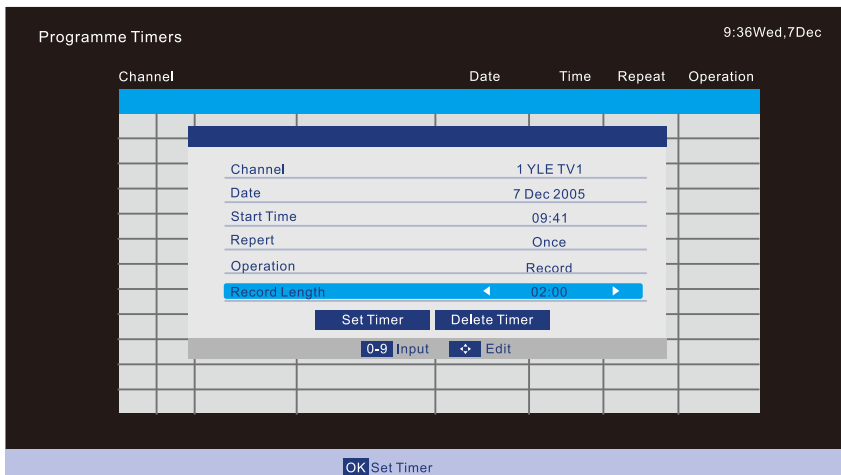 Programme Timers 9:36Wed,7Dec
Channel Date Time Repeat Operation
Channel 1 YLE TV1
Date 7 Dec 2005
Start Time 09:41
Repert Once
Operation Record
Record Length 02:00
Set Timer Delete Timer
0-9 Input Edit
OK Set Timer